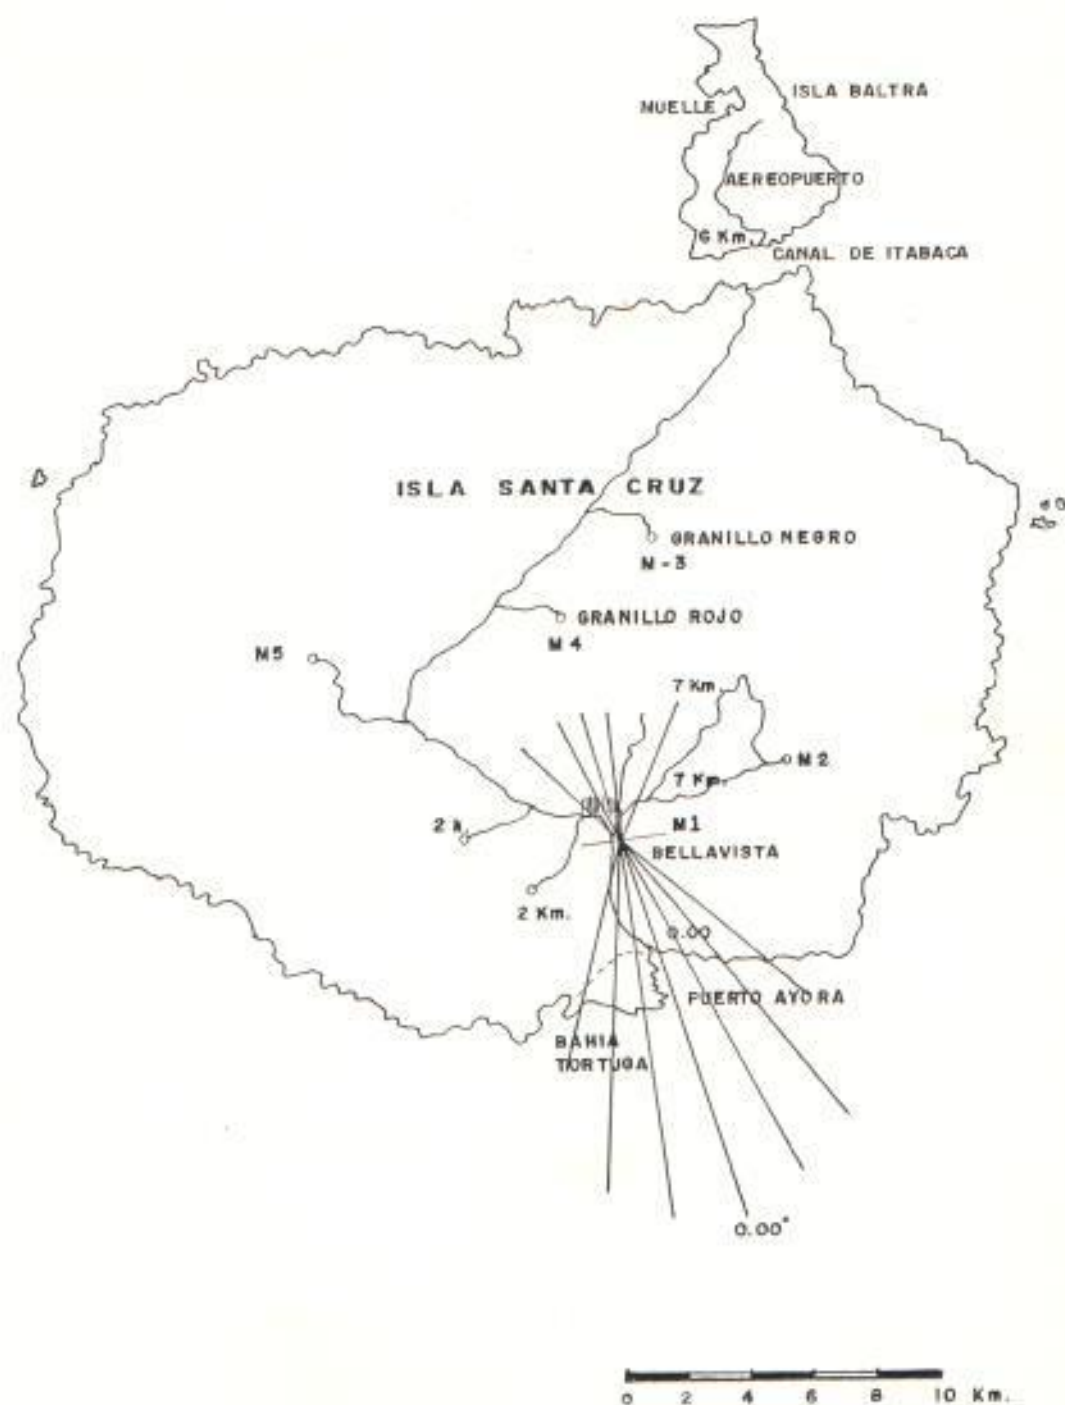 ISLA BALTRA
MUELLE
AEREOPUERTO
6 Km.
CANAL DE ITABACA
ISLA SANTA CRUZ
GRANILLO NEGRO
M-3
GRANILLO ROJO
M4
M5
7 Km.
M2
7 Km.
2 k
M1
BELLAVISTA
2 Km.
0.00
PUERTO AYORA
BAHIA
TORTUGA
0.00°
0 2 4 6 8 10 Km.